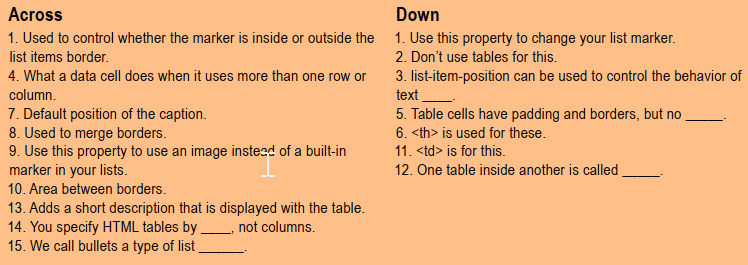 Across
1. Used to control whether the marker is inside or outside the
list items border.
4. What a data cell does when it uses more than one row or
column.
7. Default position of the caption.
8. Used to merge borders.
9. Use this property to use an image instead of a built-in
marker in your lists.
10. Area between borders.
13. Adds a short description that is displayed with the table.
14. You specify HTML tables by ____, not columns.
15. We call bullets a type of list ______.
Down
1. Use this property to change your list marker.
2. Don’t use tables for this.
3. list-item-position can be used to control the behavior of
text ____.
5. Table cells have padding and borders, but no _____.
6. <th> is used for these.
11. <td> is for this.
12. One table inside another is called _____.